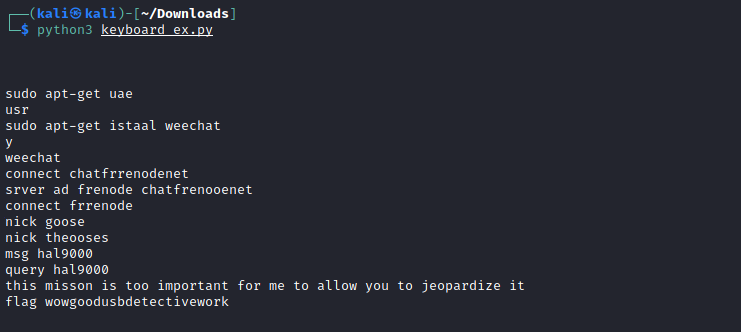 ┌──(kali㉿kali)-[~/Downloads]
└─$ python3 keyboard_ex.py
sudo apt-get uae
usr
sudo apt-get istaal weechat
y
weechat
connect chatfrrenodenet
srver ad frenode chatfrenooenet
connect frrenode
nick goose
nick theooses
msg hal9000
query hal9000
this misson is too important for me to allow you to jeopardize it
flag wowgoodusbdetectivework